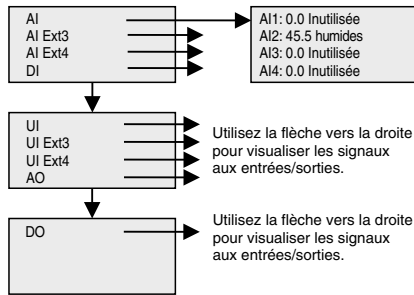 AI
AI Ext3
AI Ext4
DI
AI1: 0.0 Inutilisée
AI2: 45.5 humides
AI3: 0.0 Inutilisée
AI4: 0.0 Inutilisée
UI
UI Ext3
UI Ext4
AO
Utilisez la flèche vers la droite
pour visualiser les signaux
aux entrées/sorties.
DO
Utilisez la flèche vers la droite
pour visualiser les signaux
aux entrées/sorties.